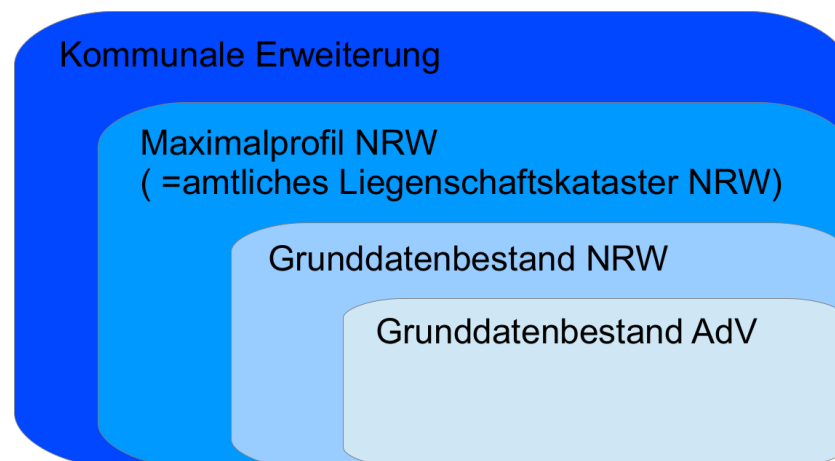 Kommunale Erweiterung
Maximalprofil NRW
( =amtliches Liegenschaftskataster NRW)
Grunddatenbestand NRW
Grunddatenbestand AdV